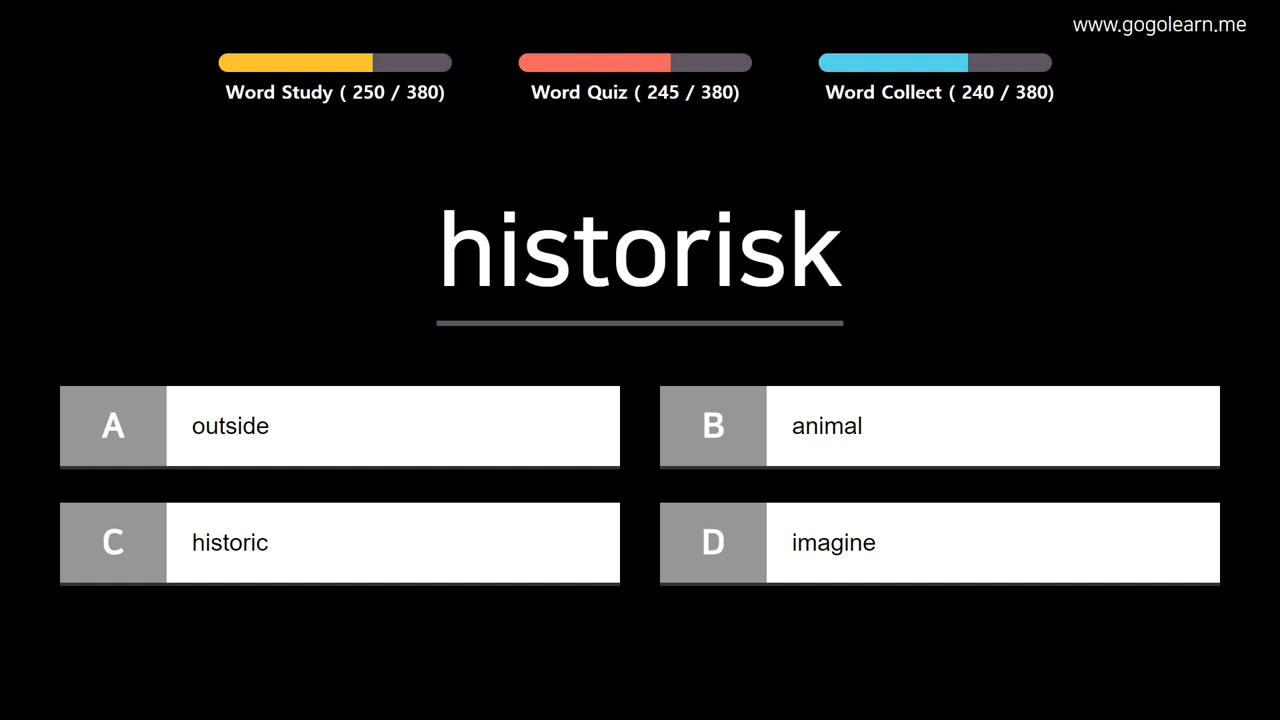 www.gogolearn.me
Word Study ( 250 / 380)
Word Quiz ( 245 / 380)
Word Collect ( 240 / 380)
historisk
A outside
B animal
C historic
D imagine